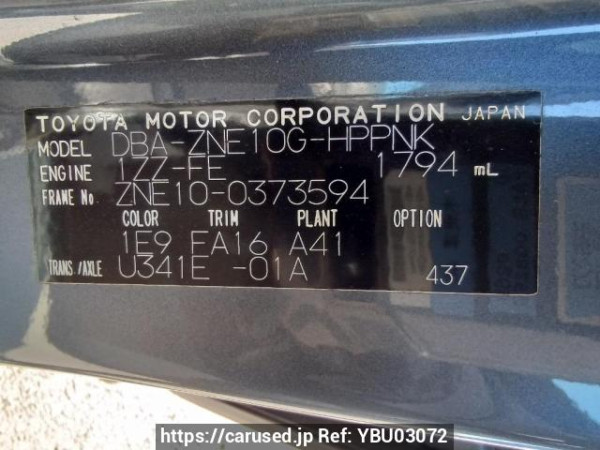 TOYOTA MOTOR CORPORATION JAPAN
MODEL DBA-ZNE10G-HPPNK
ENGINE 1ZZ-FE 1794 mL
FRAME No. ZNE10-0373594
COLOR TRIM PLANT OPTION
1E9 FA16 A41
TRANS./AXLE U341E -01A 437
https://carused.jp Ref: YBU03072